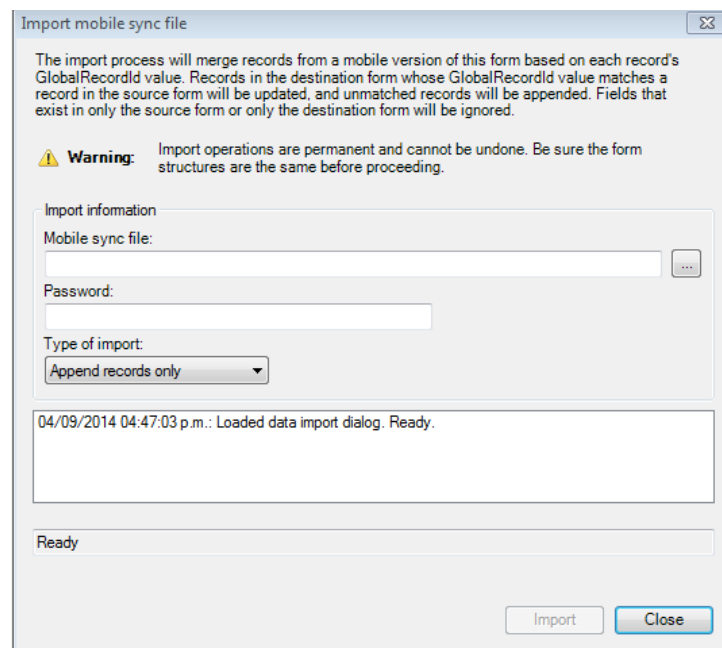 Import mobile sync file
The import process will merge records from a mobile version of this form based on each record's
GlobalRecordId value. Records in the destination form whose GlobalRecordId value matches a
record in the source form will be updated, and unmatched records will be appended. Fields that
exist in only the source form or only the destination form will be ignored.
Warning: Import operations are permanent and cannot be undone. Be sure the form
structures are the same before proceeding.
Import information
Mobile sync file:
...
Password:
Type of import:
Append records only
04/09/2014 04:47:03 p.m.: Loaded data import dialog. Ready.
Ready
Import Close